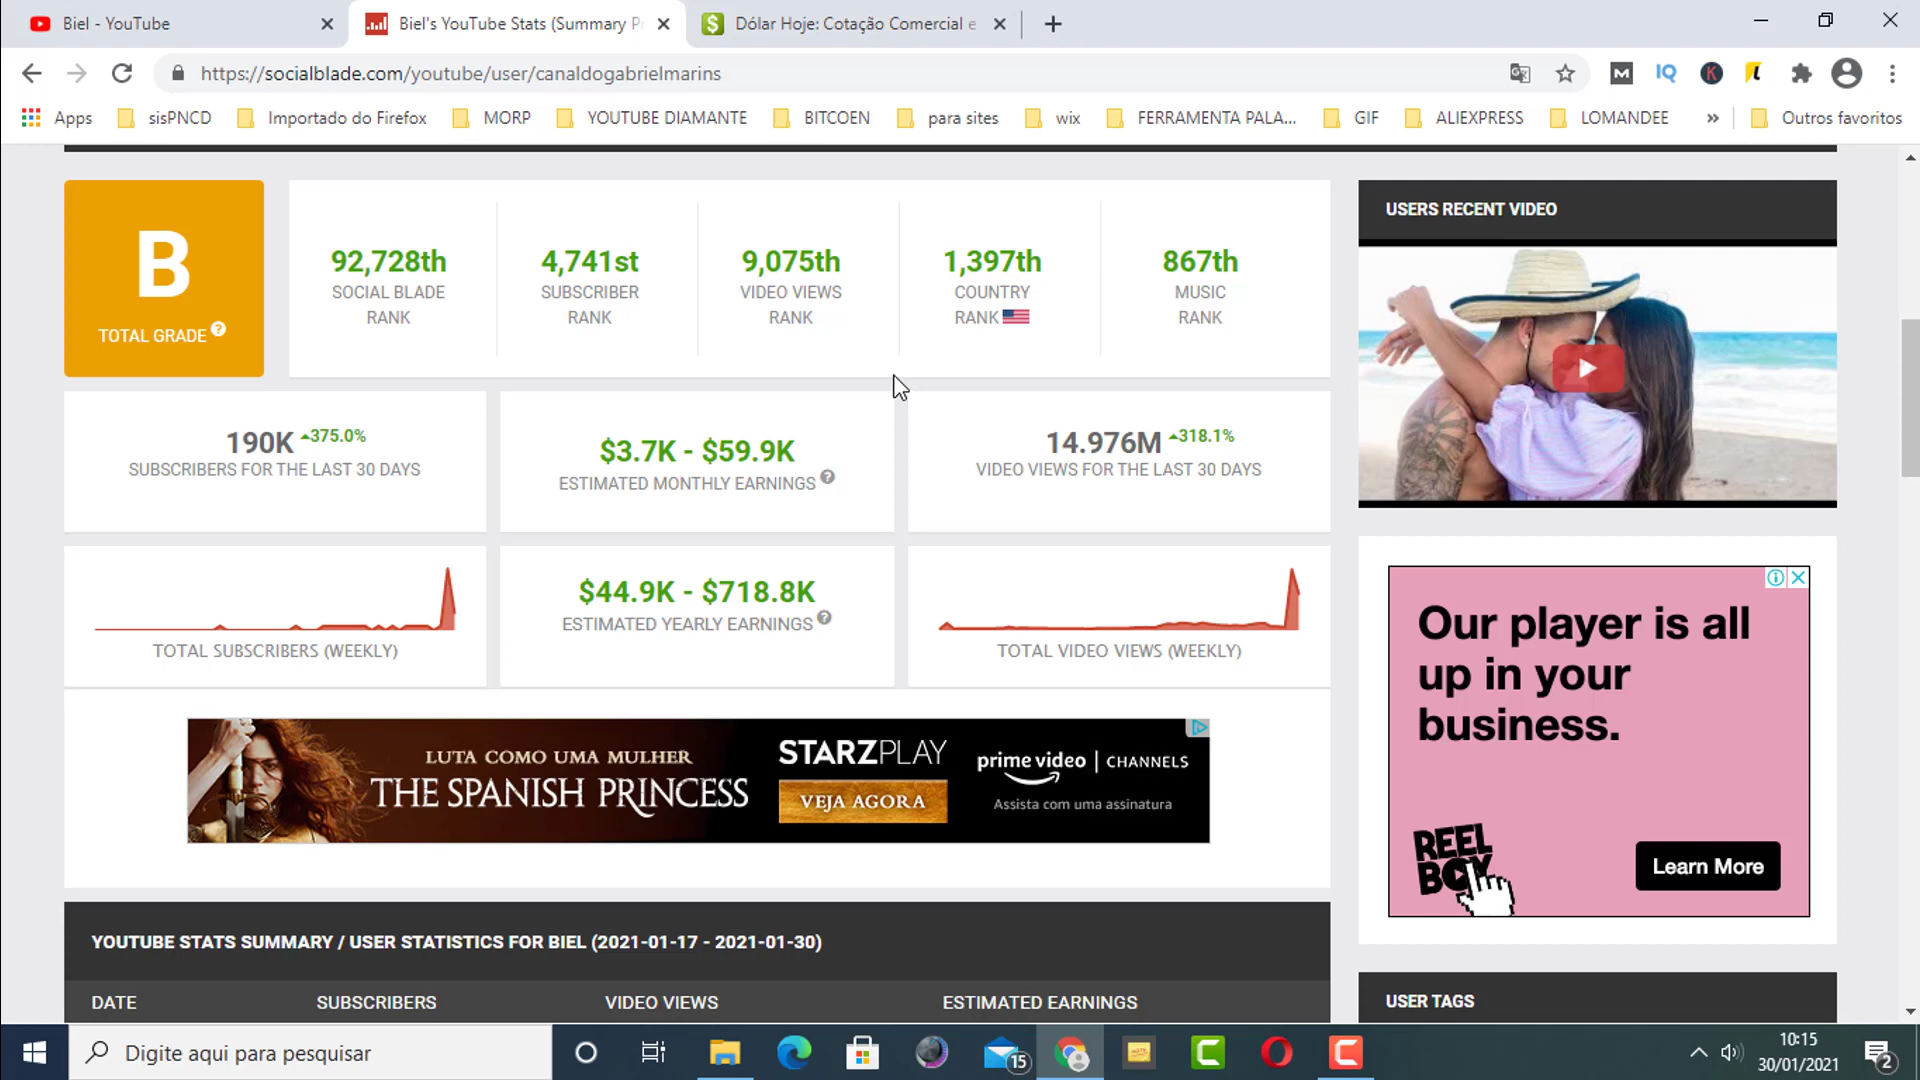 Biel - YouTube
Biel's YouTube Stats (Summary Pr
Dólar Hoje: Cotação Comercial e
https://socialblade.com/youtube/user/canaldogabrielmarins
Apps
sisPNCD
Importado do Firefox
MORP
YOUTUBE DIAMANTE
BITCOEN
para sites
wix
FERRAMENTA PALA...
GIF
ALIEXPRESS
LOMANDEE
»
Outros favoritos
B
TOTAL GRADE ?
92,728th
SOCIAL BLADE
RANK
4,741st
SUBSCRIBER
RANK
9,075th
VIDEO VIEWS
RANK
1,397th
COUNTRY
RANK
867th
MUSIC
RANK
USERS RECENT VIDEO
190K 375.0%
SUBSCRIBERS FOR THE LAST 30 DAYS
$3.7K - $59.9K
ESTIMATED MONTHLY EARNINGS ?
14.976M 318.1%
VIDEO VIEWS FOR THE LAST 30 DAYS
TOTAL SUBSCRIBERS (WEEKLY)
$44.9K - $718.8K
ESTIMATED YEARLY EARNINGS ?
TOTAL VIDEO VIEWS (WEEKLY)
Our player is all
up in your
business.
REEL
BOY
Learn More
LUTA COMO UMA MULHER
THE SPANISH PRINCESS
STARZPLAY
VEJA AGORA
prime video | CHANNELS
Assista com uma assinatura
YOUTUBE STATS SUMMARY / USER STATISTICS FOR BIEL (2021-01-17 - 2021-01-30)
DATE
SUBSCRIBERS
VIDEO VIEWS
ESTIMATED EARNINGS
USER TAGS
Digite aqui para pesquisar
15
10:15
30/01/2021
2